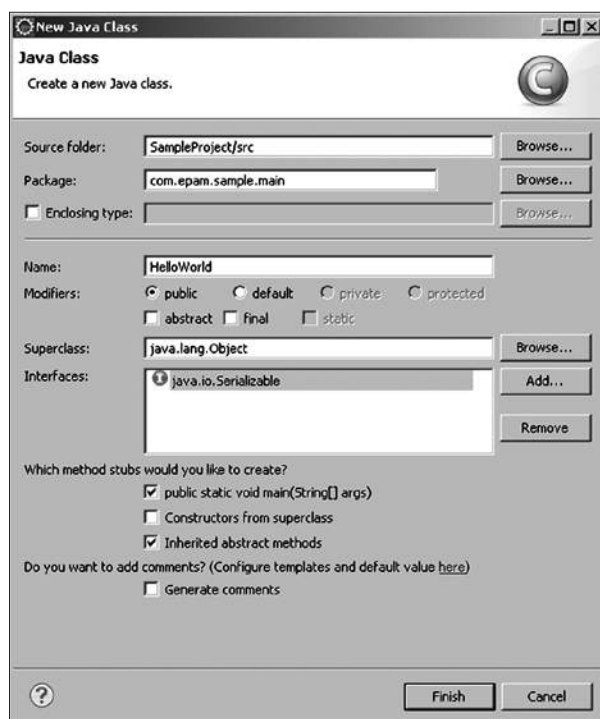 New Java Class
Java Class
Create a new Java class.
Source folder: SampleProject/src Browse...
Package: com.epam.sample.main Browse...
Enclosing type: Browse...
Name: HelloWorld
Modifiers: public default private protected
abstract final static
Superclass: java.lang.Object Browse...
Interfaces: java.io.Serializable Add...
Remove
Which method stubs would you like to create?
public static void main(String[] args)
Constructors from superclass
Inherited abstract methods
Do you want to add comments? (Configure templates and default value here)
Generate comments
Finish Cancel